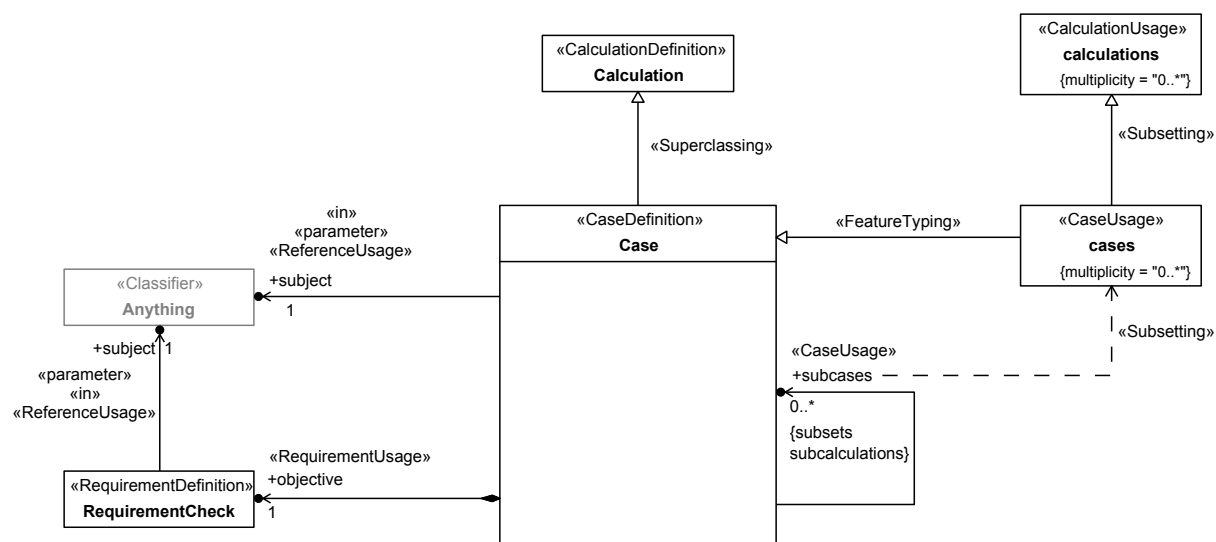 «CalculationDefinition»
Calculation
«CalculationUsage»
calculations
{multiplicity = "0..*"}
«Superclassing»
«Subsetting»
«in»
«parameter»
«ReferenceUsage»
+subject
1
«CaseDefinition»
Case
«FeatureTyping»
«CaseUsage»
cases
{multiplicity = "0..*"}
«Classifier»
Anything
+subject 1
«parameter»
«in»
«ReferenceUsage»
«Subsetting»
«CaseUsage»
+subcases
0..*
{subsets
subcalculations}
«RequirementUsage»
+objective
1
«RequirementDefinition»
RequirementCheck